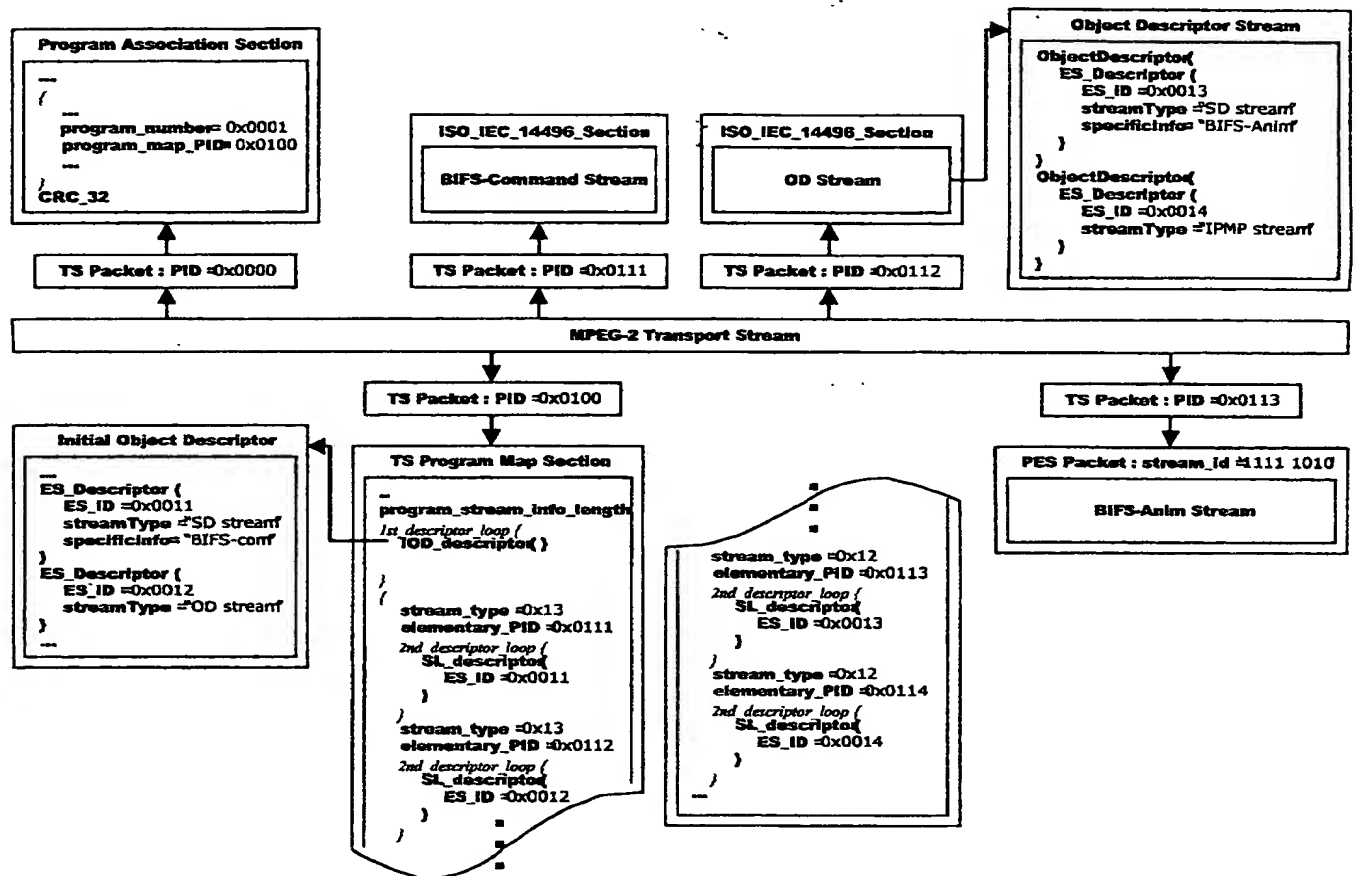 Program Association Section
...
{
...
program_number= 0x0001
program_map_PID= 0x0100
...
}
CRC_32
TS Packet : PID =0x0000
ISO_IEC_14496_Section
BIFS-Command Stream
TS Packet : PID =0x0111
ISO_IEC_14496_Section
OD Stream
TS Packet : PID =0x0112
Object Descriptor Stream
ObjectDescriptor{
ES_Descriptor {
ES_ID =0x0013
streamType ="SD stream"
specificInfo= "BIFS-Anim"
}
}
ObjectDescriptor{
ES_Descriptor {
ES_ID =0x0014
streamType ="IPMP stream"
}
}
MPEG-2 Transport Stream
TS Packet : PID =0x0100
TS Packet : PID =0x0113
Initial Object Descriptor
...
ES_Descriptor {
ES_ID =0x0011
streamType ="SD stream"
specificInfo= "BIFS-com"
}
ES_Descriptor {
ES_ID =0x0012
streamType ="OD stream"
}
...
TS Program Map Section
...
program_stream_info_length
1st descriptor loop {
IOD_descriptor{ }
}
{
stream_type =0x13
elementary_PID =0x0111
2nd descriptor loop {
SL_descriptor{
ES_ID =0x0011
}
}
stream_type =0x13
elementary_PID =0x0112
2nd descriptor loop {
SL_descriptor{
ES_ID =0x0012
}
}
stream_type =0x12
elementary_PID =0x0113
2nd descriptor loop {
SL_descriptor{
ES_ID =0x0013
}
}
stream_type =0x12
elementary_PID =0x0114
2nd descriptor loop {
SL_descriptor{
ES_ID =0x0014
}
}
...
PES Packet : stream_id ='1111 1010'
BIFS-Anim Stream